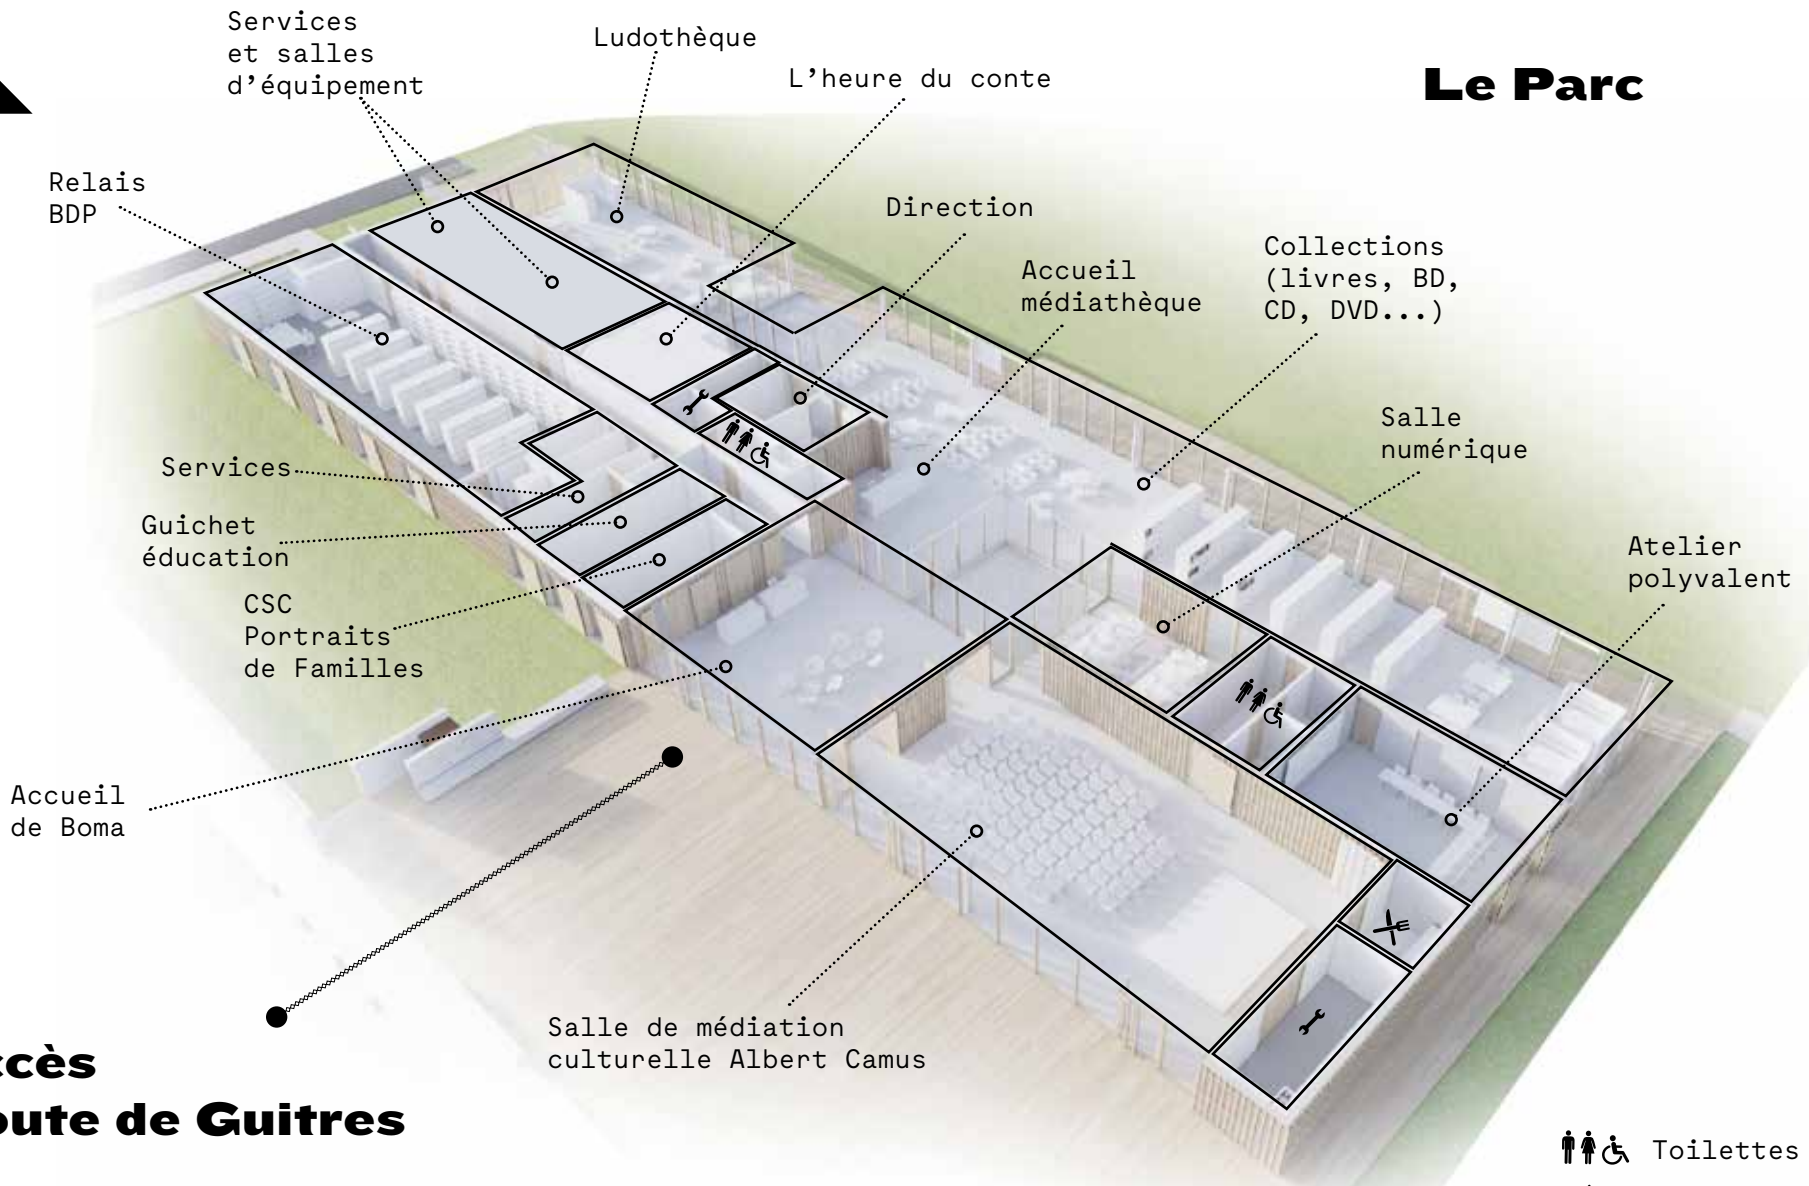 Services
et salles
d’équipement
Ludothèque
L’heure du conte
Le Parc
Relais
BDP
Direction
Accueil
médiathèque
Collections
(livres, BD,
CD, DVD...)
Salle
numérique
Services
Guichet
éducation
Atelier
polyvalent
CSC
Portraits
de Familles
Accueil
de Boma
Salle de médiation
culturelle Albert Camus
ccès
oute de Guitres
Toilettes